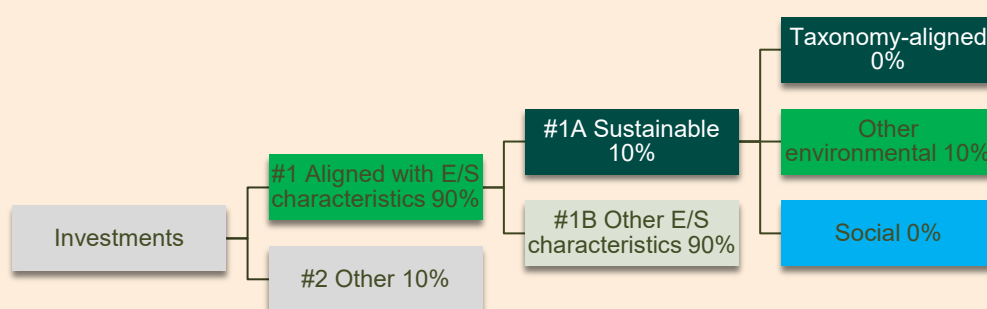 Investments
#1 Aligned with E/S
characteristics 90%
#2 Other 10%
#1A Sustainable
10%
#1B Other E/S
characteristics 90%
Taxonomy-aligned
0%
Other
environmental 10%
Social 0%